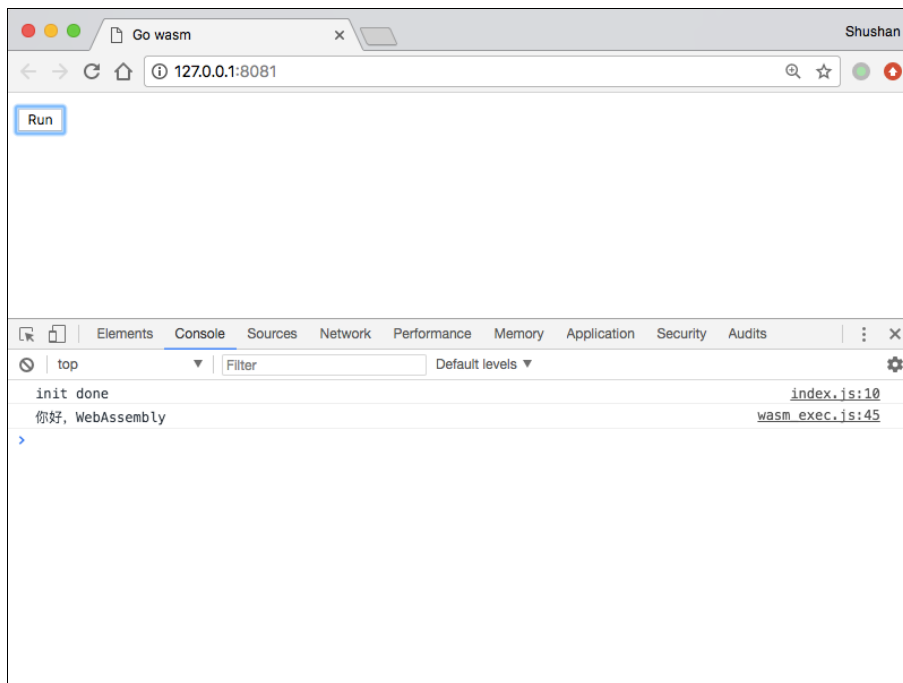 Go wasm
Shushan
127.0.0.1:8081
Run
Elements Console Sources Network Performance Memory Application Security Audits
top Filter Default levels
init done index.js:10
你好，WebAssembly wasm_exec.js:45